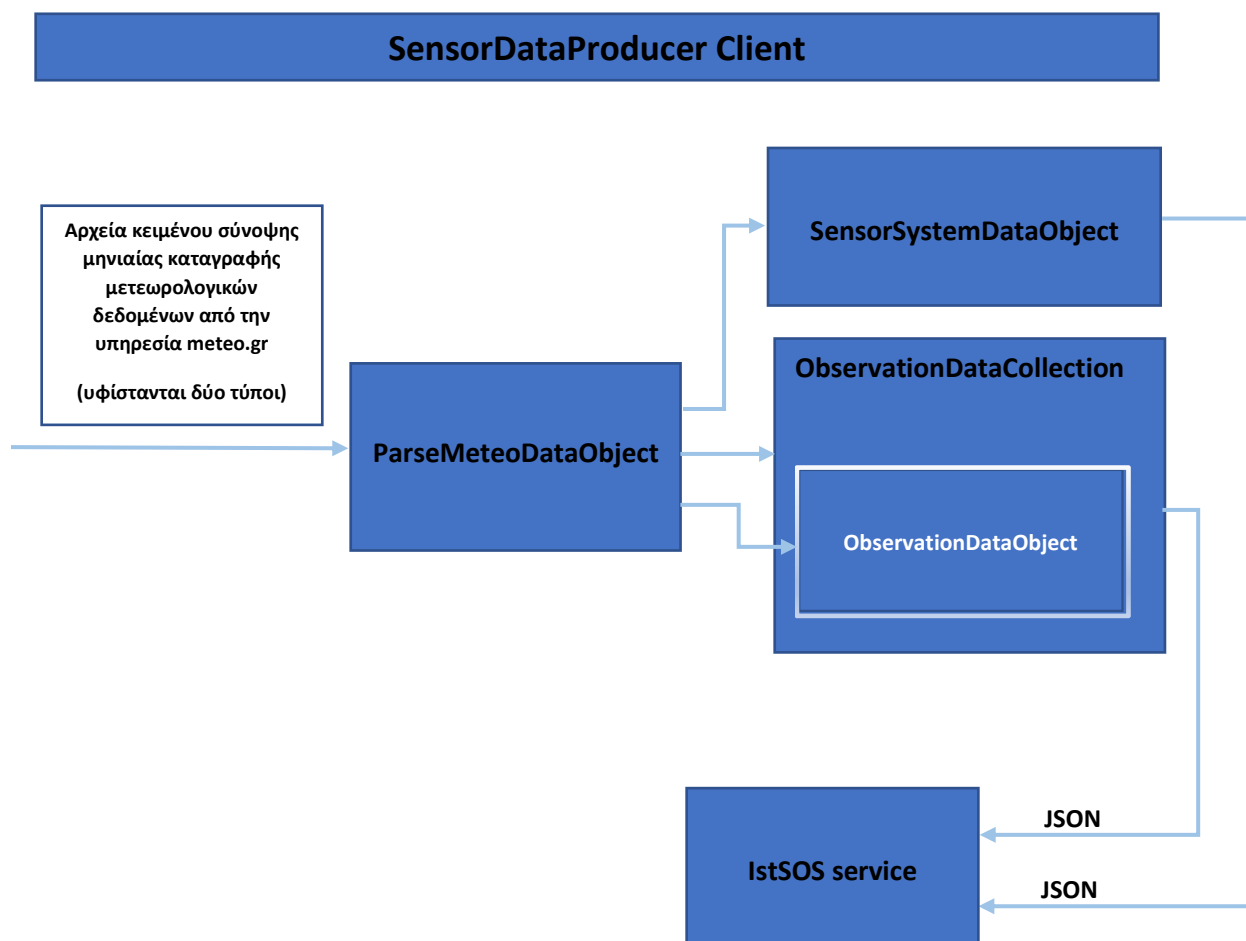 SensorDataProducer Client
Αρχεία κειμένου σύνοψης
μηνιαίας καταγραφής
μετεωρολογικών
δεδομένων από την
υπηρεσία meteo.gr
(υφίστανται δύο τύποι)
SensorSystemDataObject
ObservationDataCollection
ParseMeteoDataObject
ObservationDataObject
JSON
IstSOS service
JSON